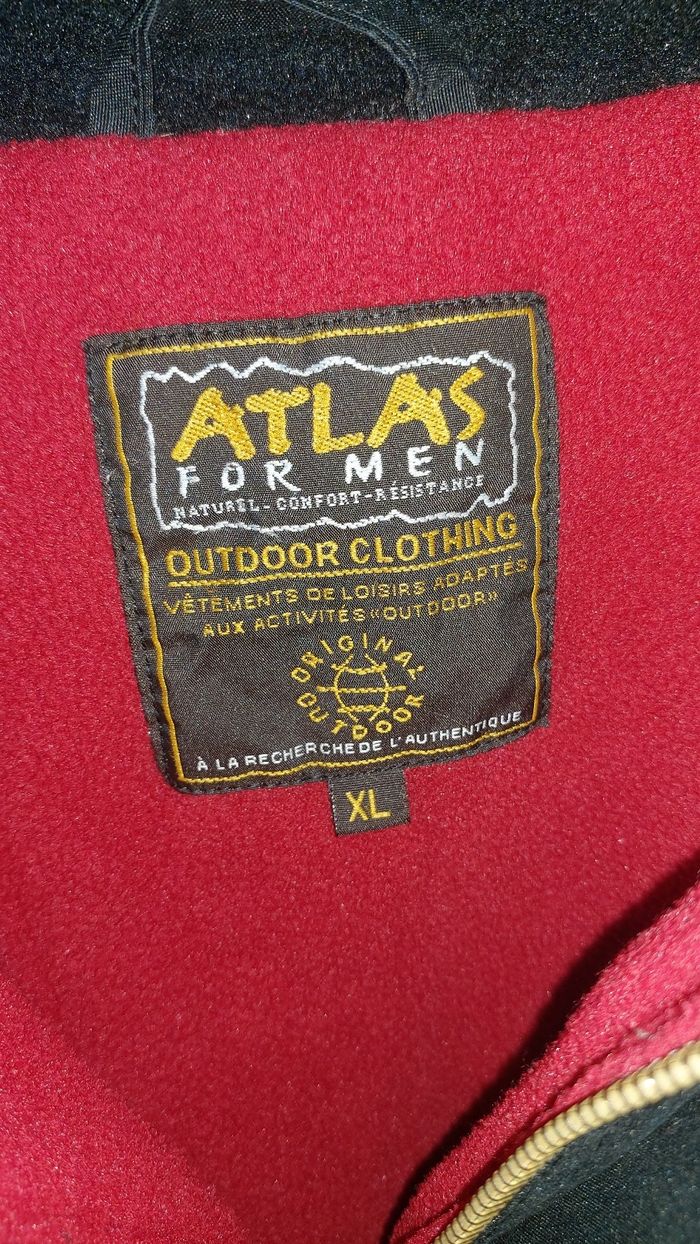 ATLAS
FOR MEN
NATUREL-CONFORT-RÉSISTANCE
OUTDOOR CLOTHING
VÊTEMENTS DE LOISIRS ADAPTÉS
AUX ACTIVITÉS «OUTDOOR»
ORIGINAL
OUTDOOR
À LA RECHERCHE DE L'AUTHENTIQUE
XL